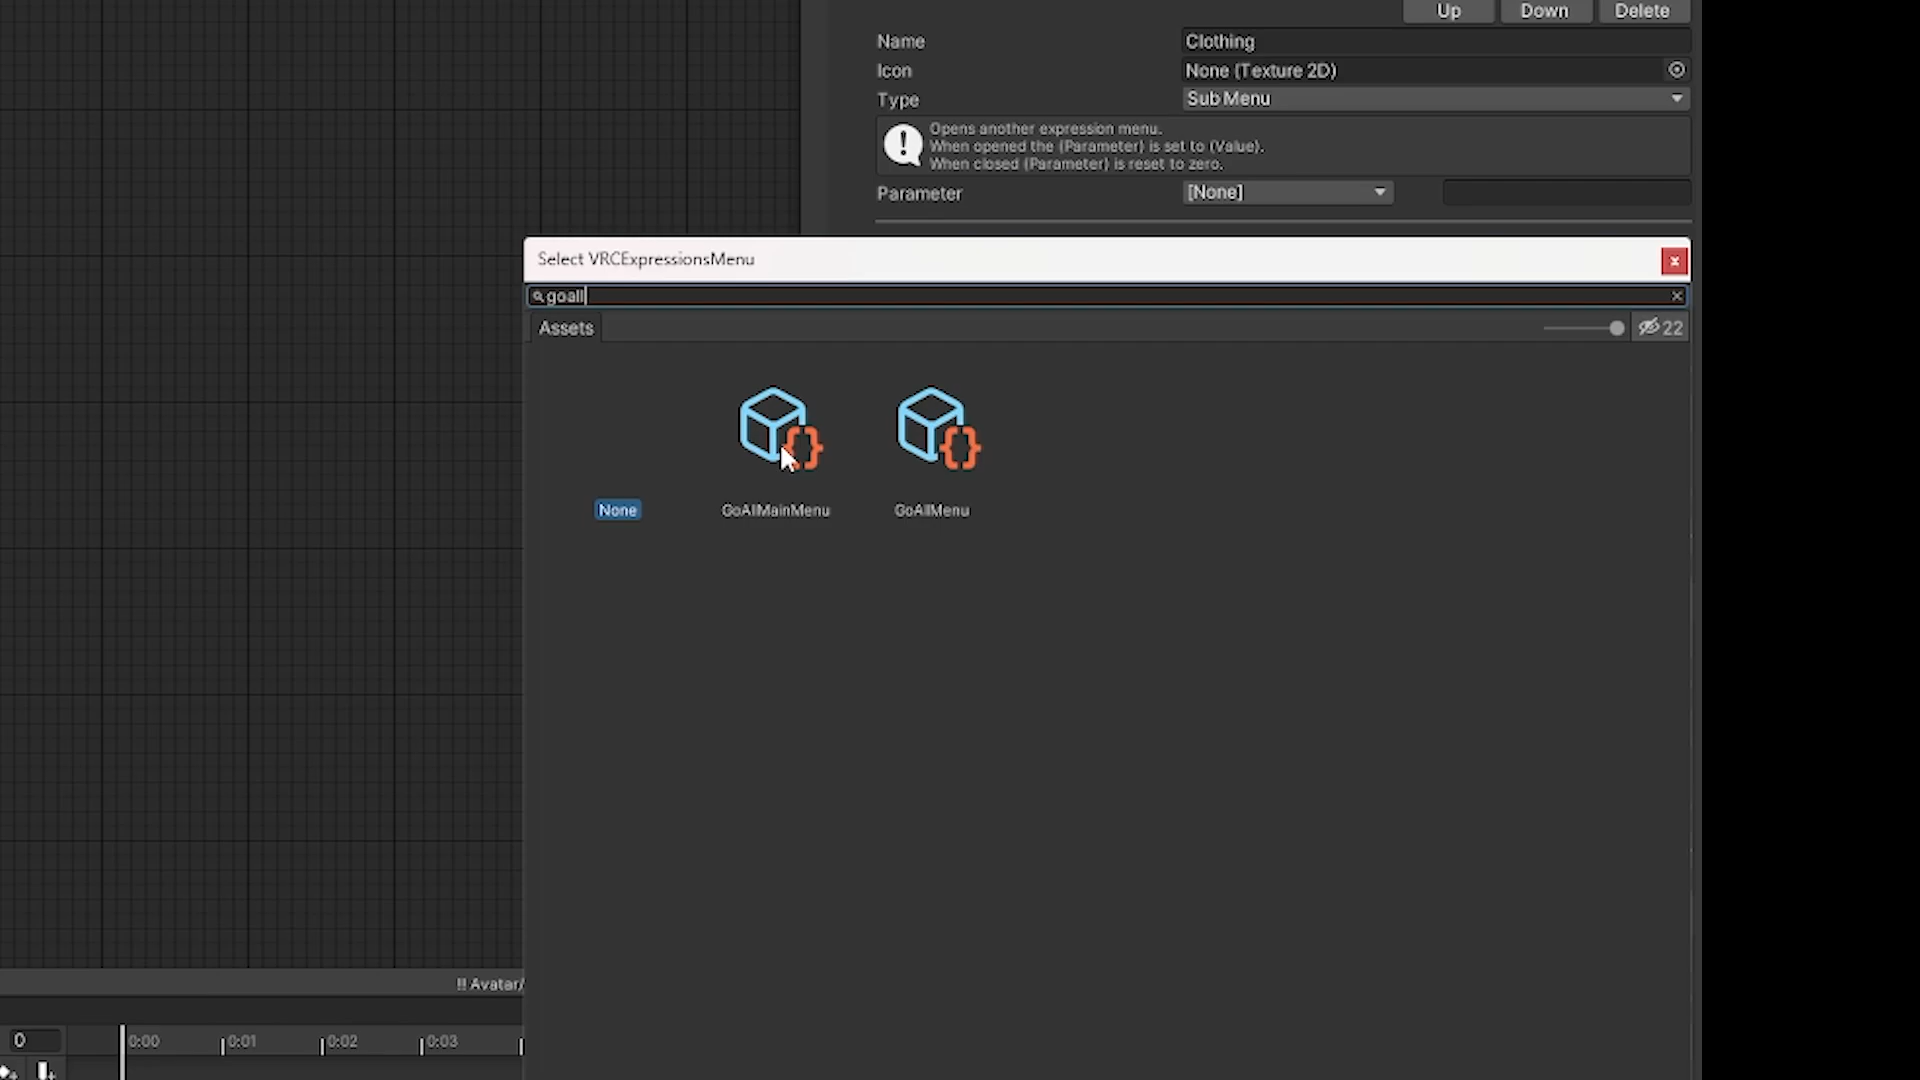 Up Down Delete
Name Clothing
Icon None (Texture 2D)
Type Sub Menu
Opens another expression menu.
When opened the (Parameter) is set to (Value).
When closed (Parameter) is reset to zero.
Parameter [None]
Select VRCExpressionsMenu
goall
Assets 22
None GoAllMainMenu GoAllMenu
!! Avatar/
0 0:00 0:01 0:02 0:03